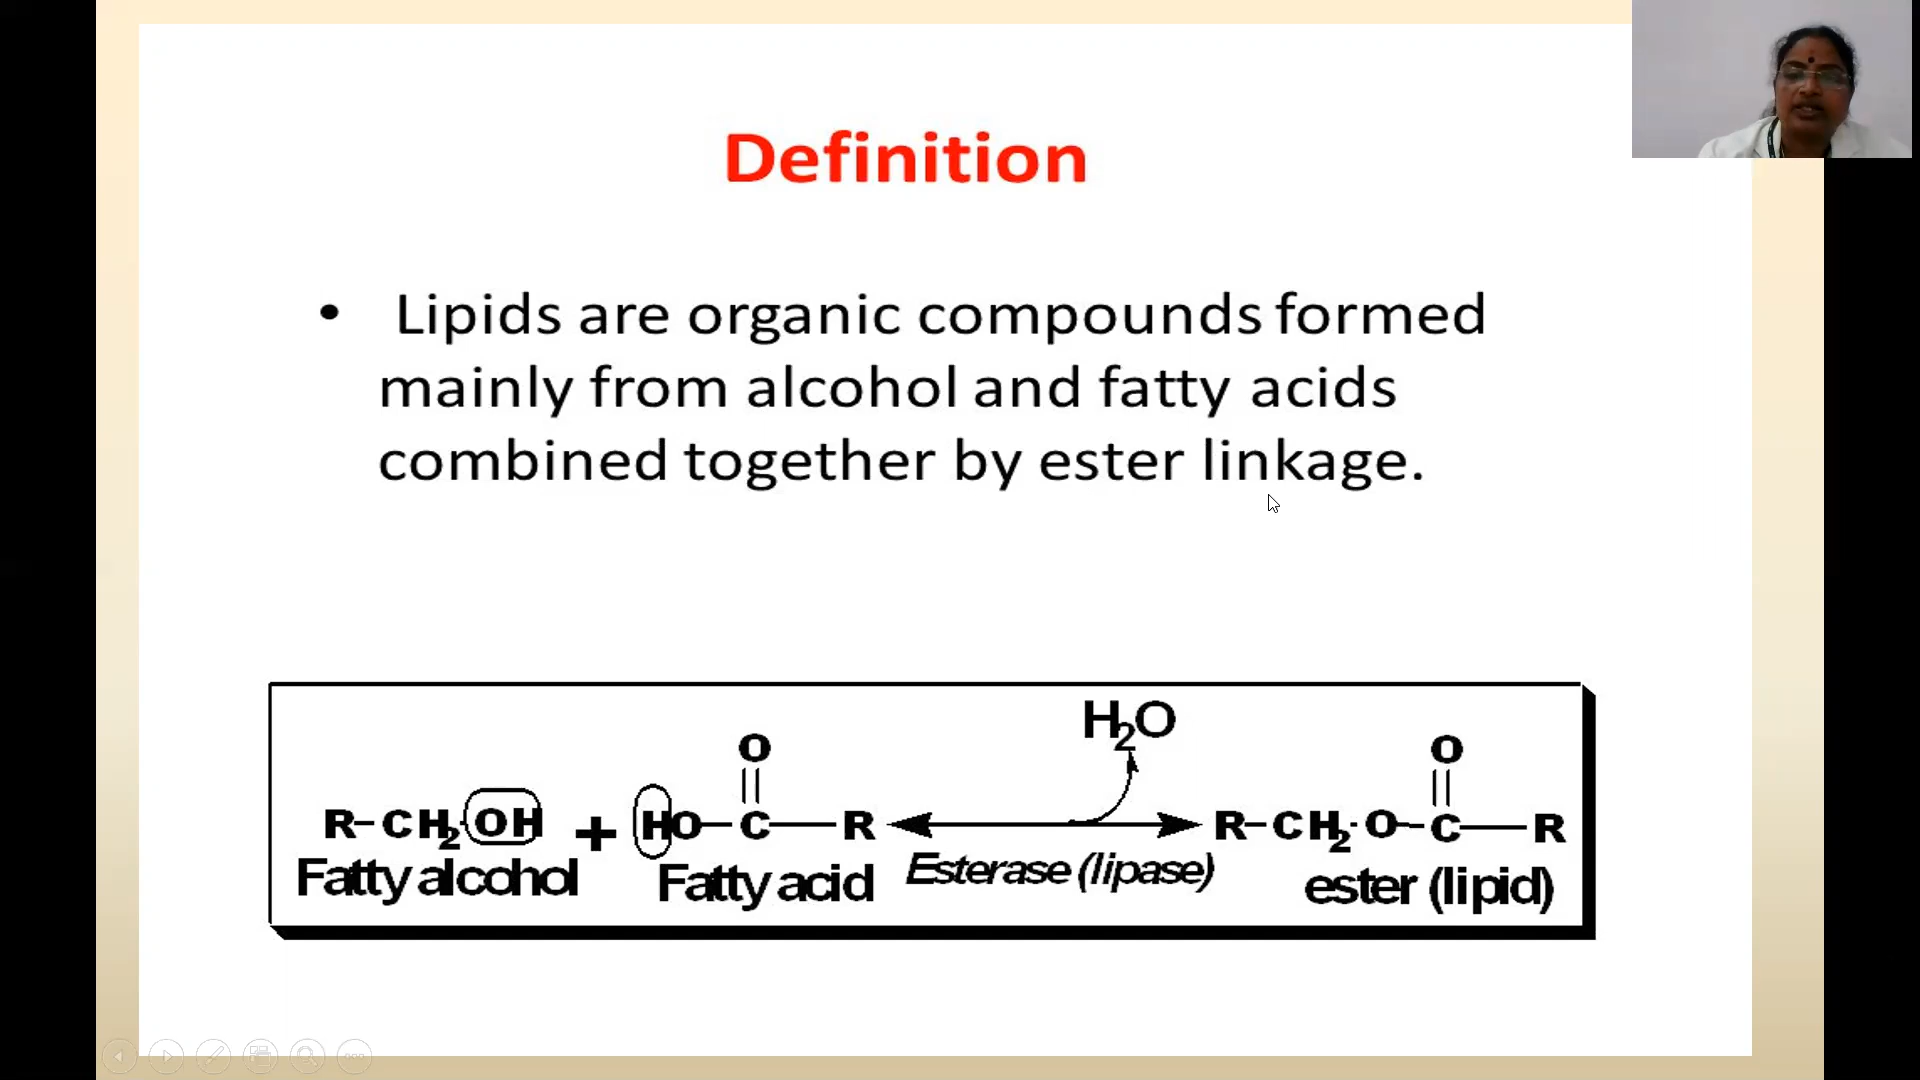 Definition
• Lipids are organic compounds formed
mainly from alcohol and fatty acids
combined together by ester linkage.
H₂O
O O
R-CH₂-OH + HO-C-R R-CH₂-O-C-R
Fatty alcohol Fatty acid Esterase (lipase) ester (lipid)